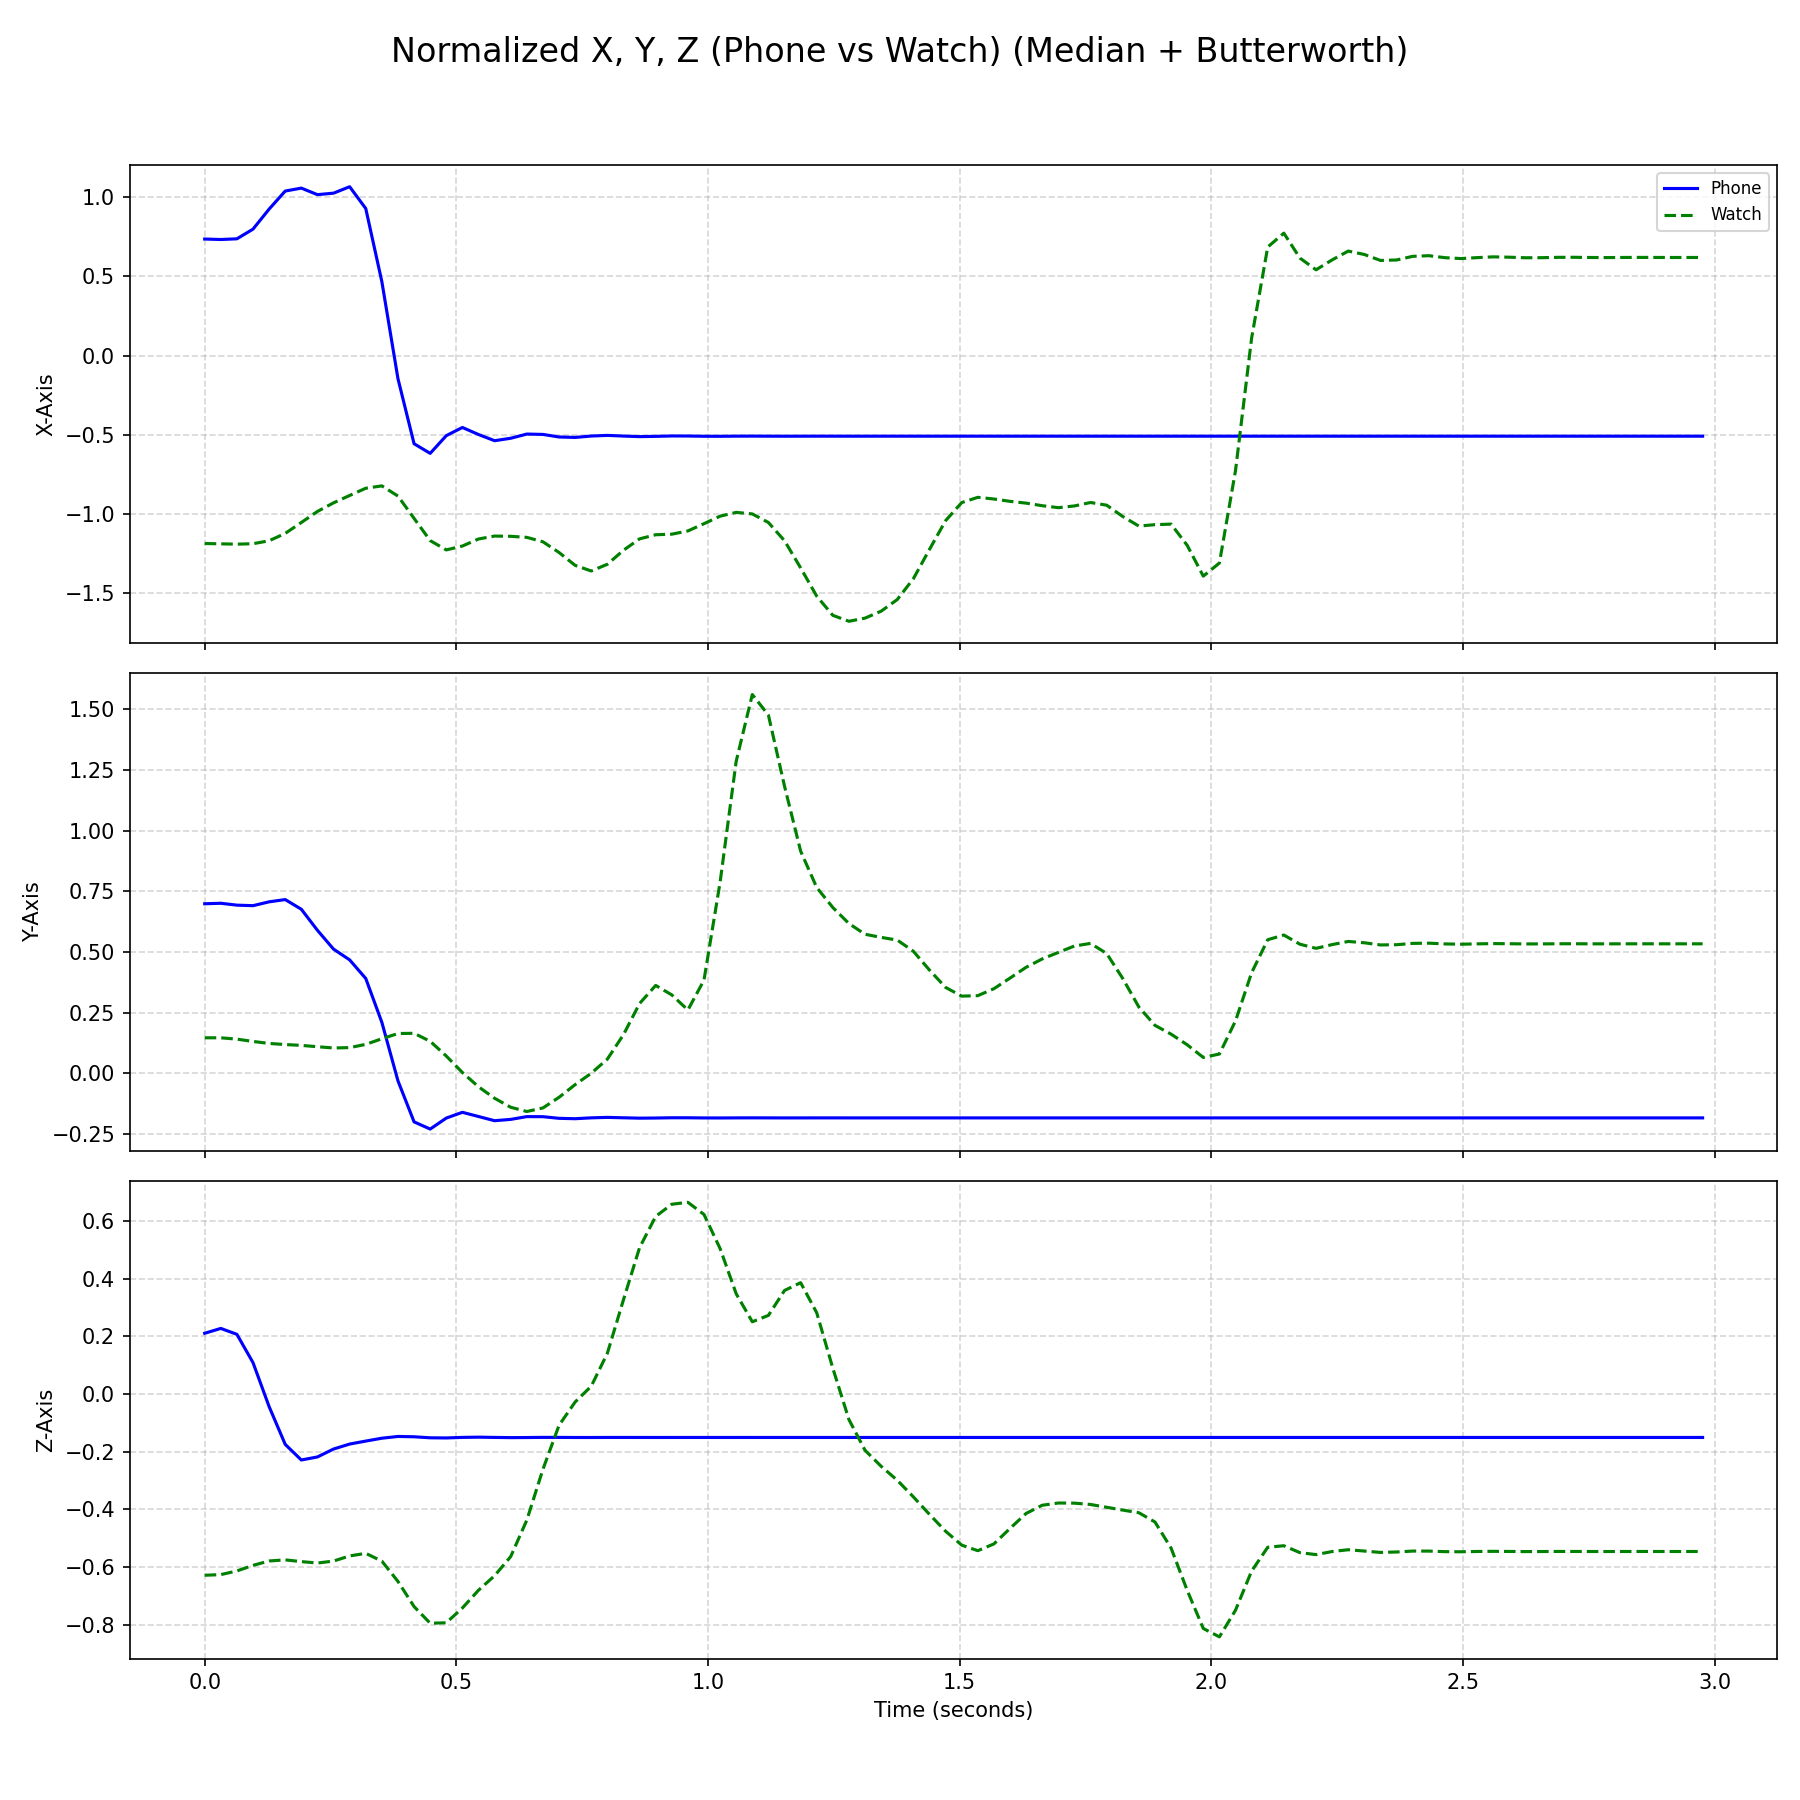 Normalized X, Y, Z (Phone vs Watch) (Median + Butterworth)
Phone
Watch
X-Axis
1.0
0.5
0.0
−0.5
−1.0
−1.5
Y-Axis
1.50
1.25
1.00
0.75
0.50
0.25
0.00
−0.25
Z-Axis
0.6
0.4
0.2
0.0
−0.2
−0.4
−0.6
−0.8
0.0 0.5 1.0 1.5 2.0 2.5 3.0
Time (seconds)